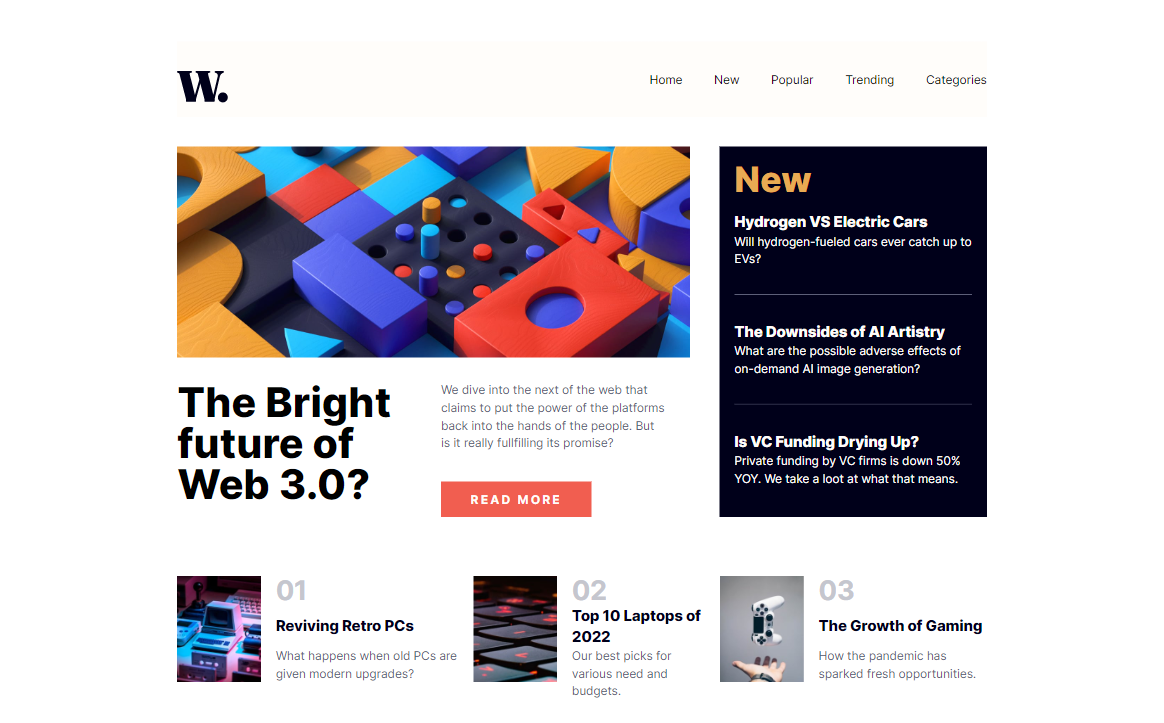 W.
Home New Popular Trending Categories
The Bright
future of
Web 3.0?
We dive into the next of the web that
claims to put the power of the platforms
back into the hands of the people. But
is it really fullfilling its promise?
READ MORE
New
Hydrogen VS Electric Cars
Will hydrogen-fueled cars ever catch up to
EVs?
The Downsides of AI Artistry
What are the possible adverse effects of
on-demand AI image generation?
Is VC Funding Drying Up?
Private funding by VC firms is down 50%
YOY. We take a loot at what that means.
01
Reviving Retro PCs
What happens when old PCs are
given modern upgrades?
02
Top 10 Laptops of
2022
Our best picks for
various need and
budgets.
03
The Growth of Gaming
How the pandemic has
sparked fresh opportunities.